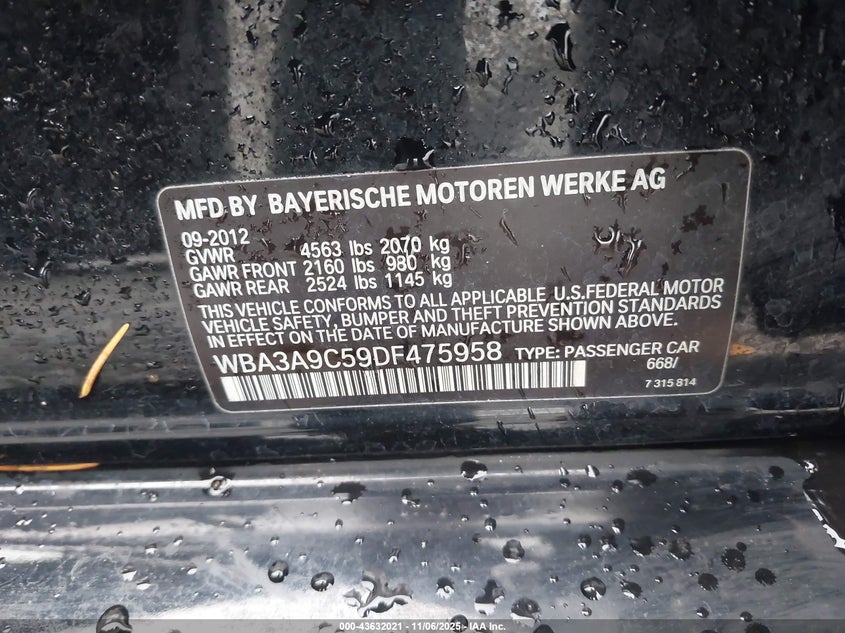 MFD BY BAYERISCHE MOTOREN WERKE AG
09-2012
GVWR 4563 lbs 2070 kg
GAWR FRONT 2160 lbs 980 kg
GAWR REAR 2524 lbs 1145 kg
THIS VEHICLE CONFORMS TO ALL APPLICABLE U.S.FEDERAL MOTOR
VEHICLE SAFETY, BUMPER AND THEFT PREVENTION STANDARDS
IN EFFECT ON THE DATE OF MANUFACTURE SHOWN ABOVE.
WBA3A9C59DF475958 TYPE: PASSENGER CAR
668/
7 315 814
000-43632021 - 11/06/2025 - IAA Inc.